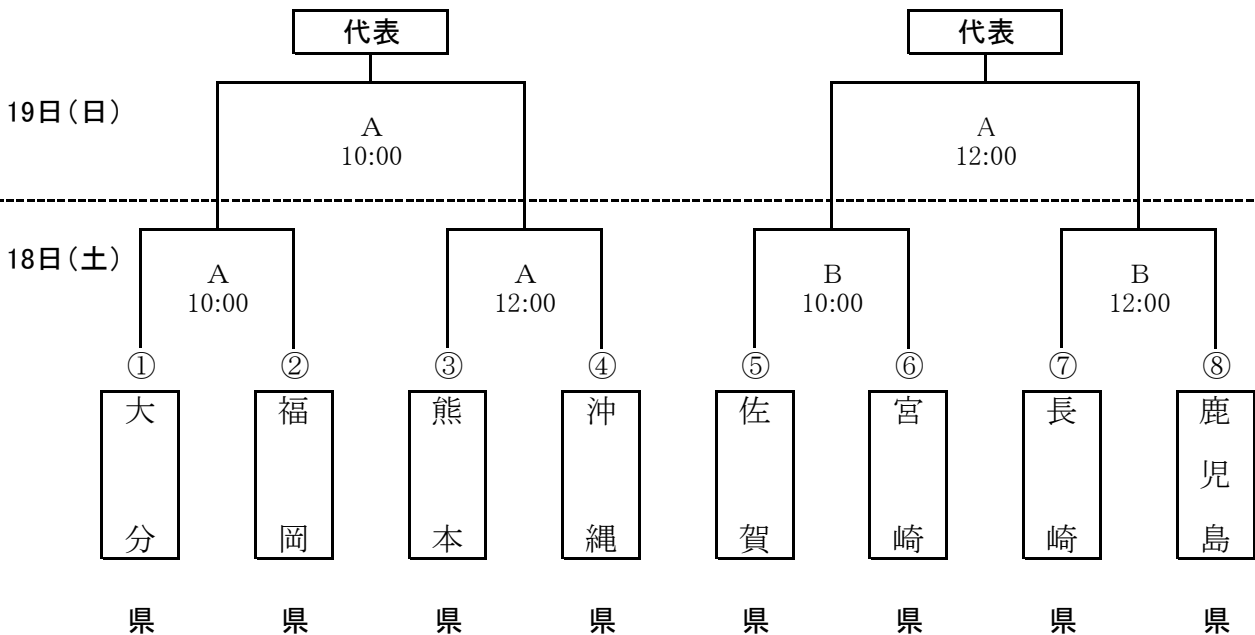 代表 代表
19日(日)
A A
10:00 12:00
18日(土)
A A B B
10:00 12:00 10:00 12:00
① ② ③ ④ ⑤ ⑥ ⑦ ⑧
大分 福岡 熊本 沖縄 佐賀 宮崎 長崎 鹿児島
県 県 県 県 県 県 県 県